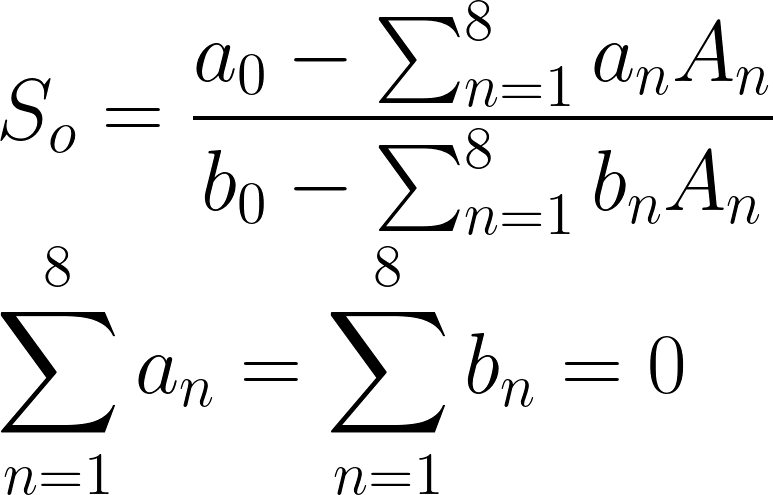 S_o = \frac{a_0 - \sum_{n=1}^{8} a_n A_n}{b_0 - \sum_{n=1}^{8} b_n A_n}
\sum_{n=1}^{8} a_n = \sum_{n=1}^{8} b_n = 0